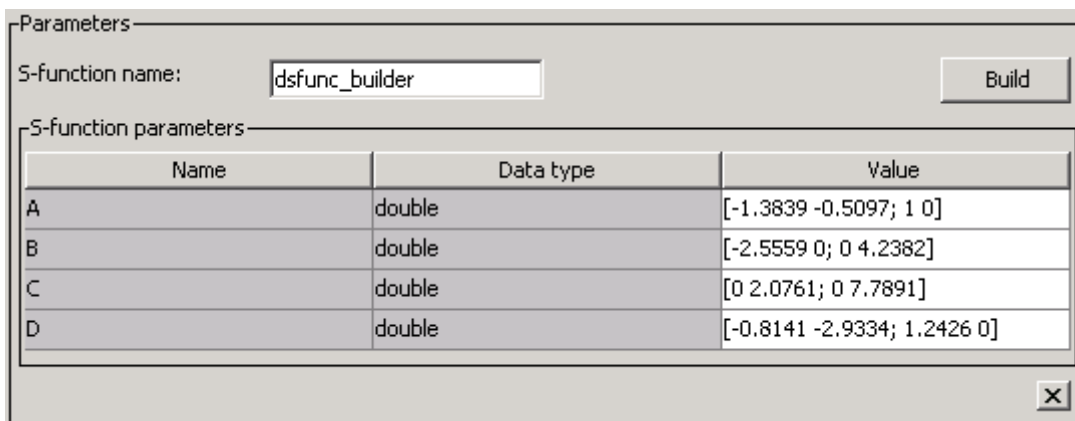 Parameters
S-function name: dsfunc_builder Build
S-function parameters
Name Data type Value
A double [-1.3839 -0.5097; 1 0]
B double [-2.5559 0; 0 4.2382]
C double [0 2.0761; 0 7.7891]
D double [-0.8141 -2.9334; 1.2426 0]